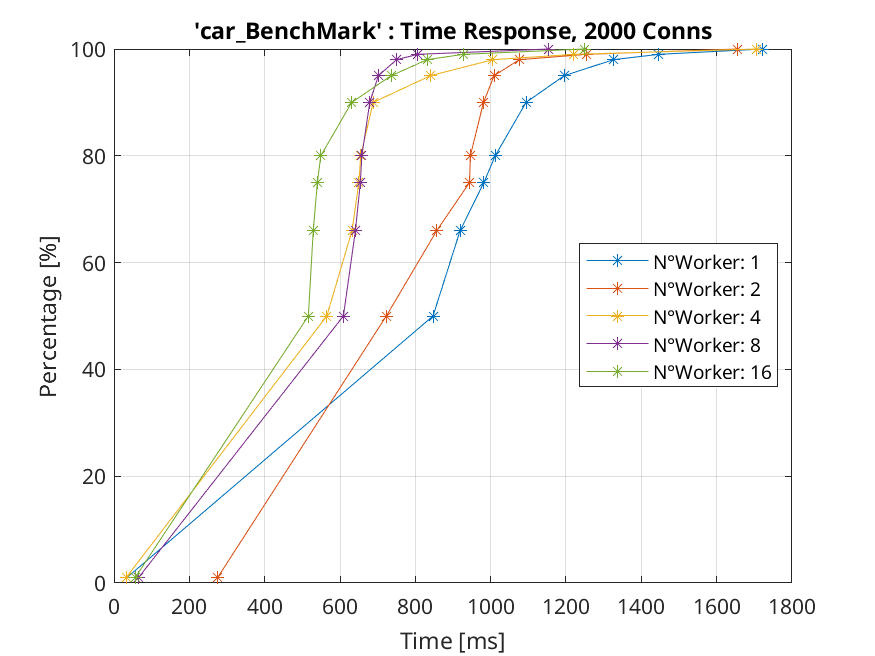 'car_BenchMark' : Time Response, 2000 Conns
Percentage [%]
100
80
60
40
20
0
N°Worker: 1
N°Worker: 2
N°Worker: 4
N°Worker: 8
N°Worker: 16
0 200 400 600 800 1000 1200 1400 1600 1800
Time [ms]